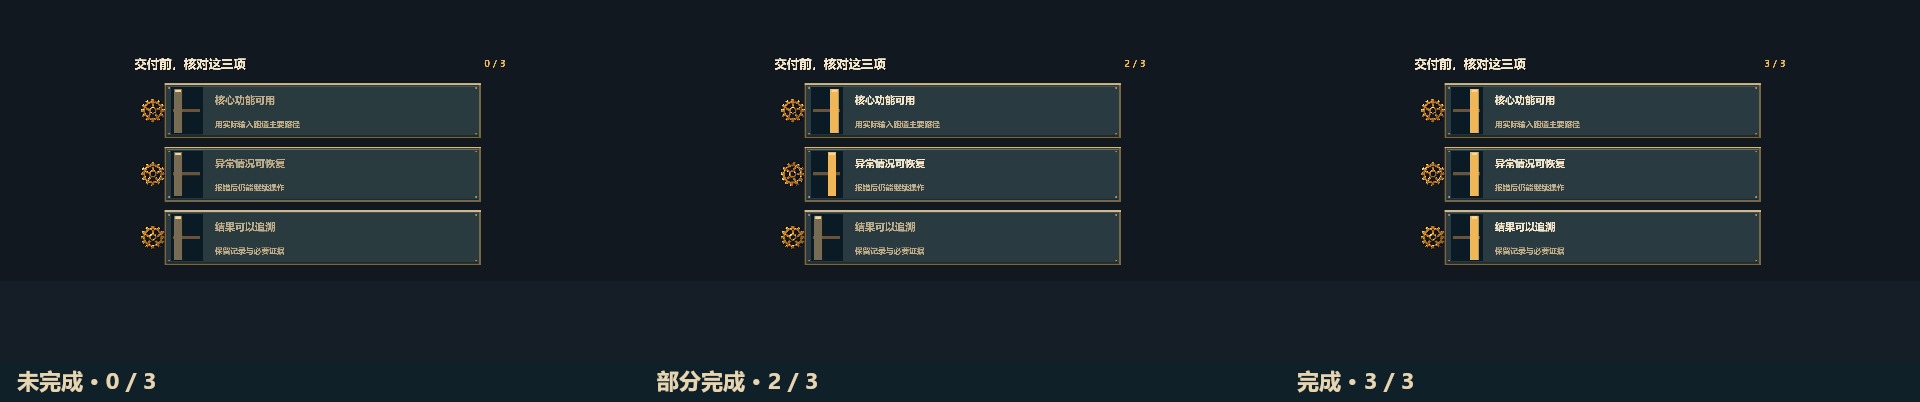 交付前，核对这三项
0 / 3
核心功能可用
用实际输入跑通主要路径
异常情况可恢复
报错后仍能继续操作
结果可以追溯
保留记录与必要证据
未完成 • 0 / 3
交付前，核对这三项
2 / 3
核心功能可用
用实际输入跑通主要路径
异常情况可恢复
报错后仍能继续操作
结果可以追溯
保留记录与必要证据
部分完成 • 2 / 3
交付前，核对这三项
3 / 3
核心功能可用
用实际输入跑通主要路径
异常情况可恢复
报错后仍能继续操作
结果可以追溯
保留记录与必要证据
完成 • 3 / 3